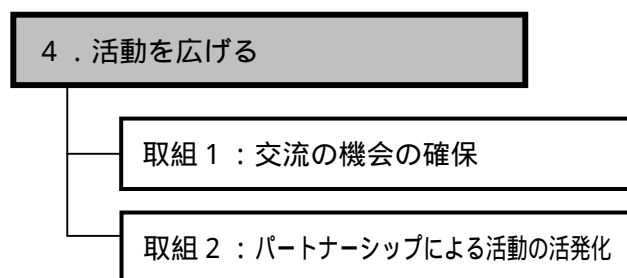 ４．活動を広げる
取組１：交流の機会の確保
取組２：パートナーシップによる活動の活発化